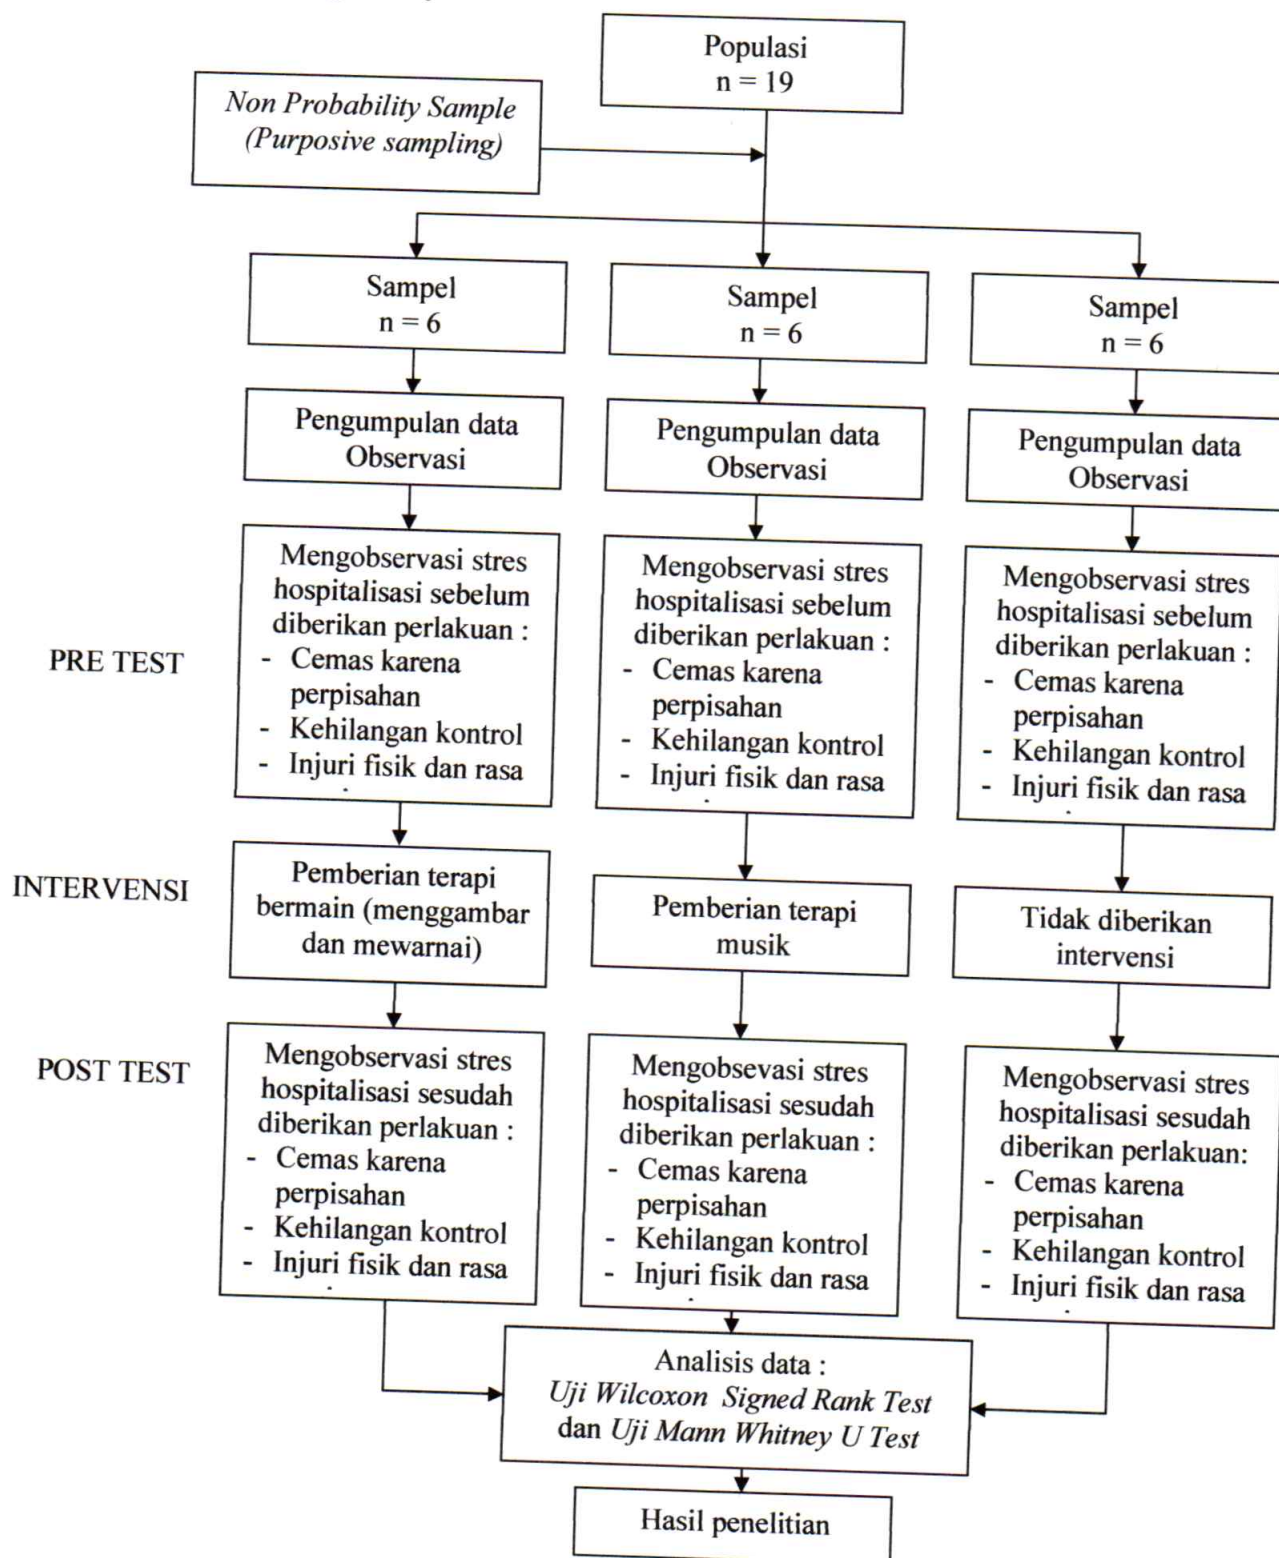 Populasi
n = 19
Non Probability Sample
(Purposive sampling)
Sampel
n = 6
Sampel
n = 6
Sampel
n = 6
Pengumpulan data
Observasi
Pengumpulan data
Observasi
Pengumpulan data
Observasi
PRE TEST
Mengobservasi stres
hospitalisasi sebelum
diberikan perlakuan :
- Cemas karena
perpisahan
- Kehilangan kontrol
- Injuri fisik dan rasa
Mengobservasi stres
hospitalisasi sebelum
diberikan perlakuan :
- Cemas karena
perpisahan
- Kehilangan kontrol
- Injuri fisik dan rasa
Mengobservasi stres
hospitalisasi sebelum
diberikan perlakuan :
- Cemas karena
perpisahan
- Kehilangan kontrol
- Injuri fisik dan rasa
INTERVENSI
Pemberian terapi
bermain (menggambar
dan mewarnai)
Pemberian terapi
musik
Tidak diberikan
intervensi
POST TEST
Mengobservasi stres
hospitalisasi sesudah
diberikan perlakuan :
- Cemas karena
perpisahan
- Kehilangan kontrol
- Injuri fisik dan rasa
Mengobsevasi stres
hospitalisasi sesudah
diberikan perlakuan :
- Cemas karena
perpisahan
- Kehilangan kontrol
- Injuri fisik dan rasa
Mengobservasi stres
hospitalisasi sesudah
diberikan perlakuan:
- Cemas karena
perpisahan
- Kehilangan kontrol
- Injuri fisik dan rasa
Analisis data :
Uji Wilcoxon Signed Rank Test
dan Uji Mann Whitney U Test
Hasil penelitian